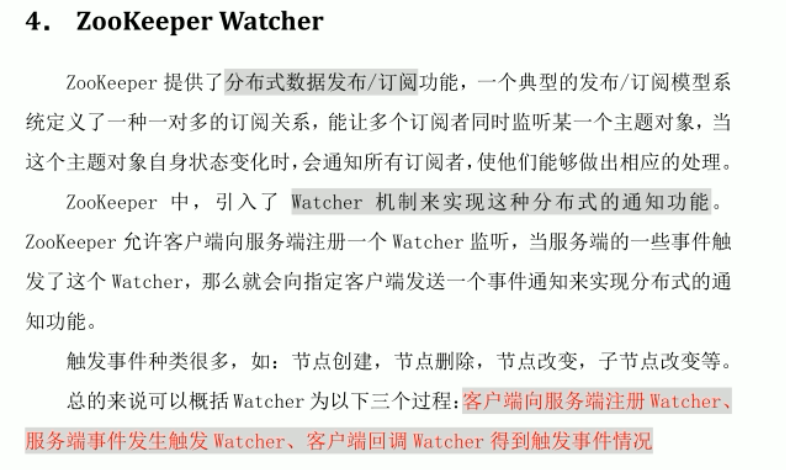 4. ZooKeeper Watcher
ZooKeeper 提供了分布式数据发布/订阅功能，一个典型的发布/订阅模型系
统定义了一种一对多的订阅关系，能让多个订阅者同时监听某一个主题对象，当
这个主题对象自身状态变化时，会通知所有订阅者，使他们能够做出相应的处理。
ZooKeeper 中，引入了 Watcher 机制来实现这种分布式的通知功能。
ZooKeeper 允许客户端向服务端注册一个 Watcher 监听，当服务端的一些事件触
发了这个 Watcher，那么就会向指定客户端发送一个事件通知来实现分布式的通
知功能。
触发事件种类很多，如：节点创建，节点删除，节点改变，子节点改变等。
总的来说可以概括 Watcher 为以下三个过程：客户端向服务端注册 Watcher、
服务端事件发生触发 Watcher、客户端回调 Watcher 得到触发事件情况